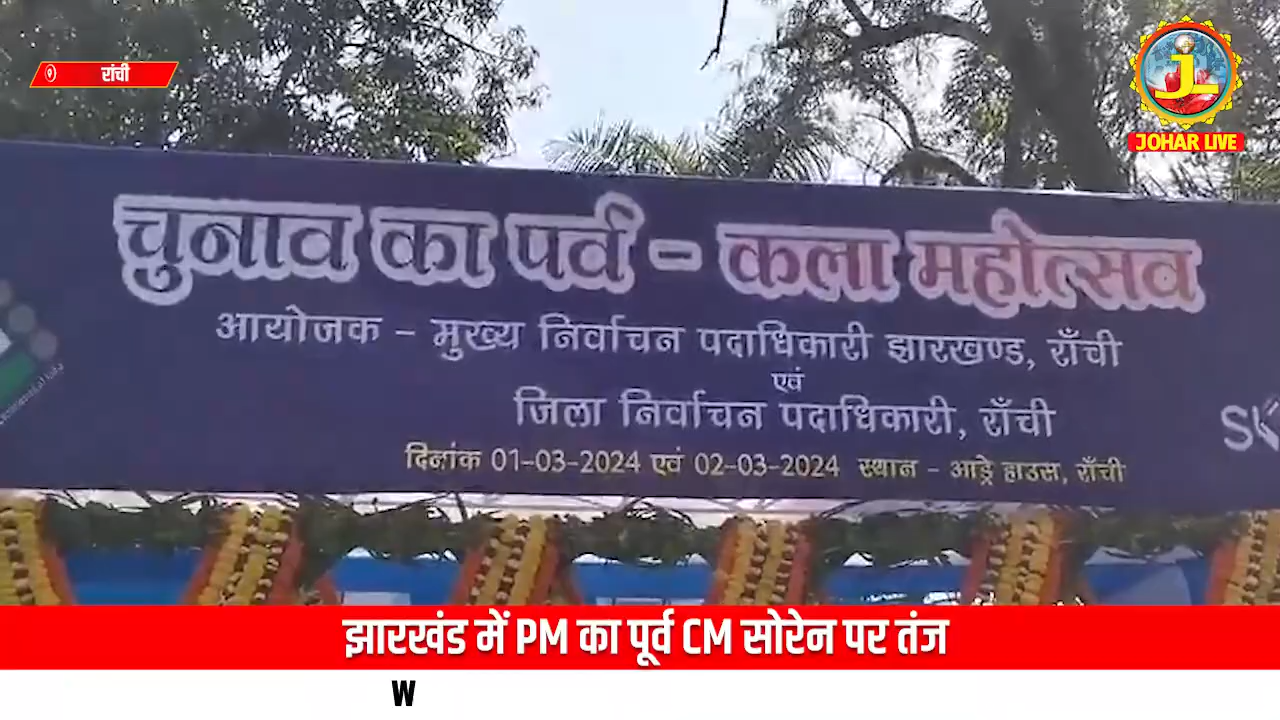 रांची
JOHAR LIVE
चुनाव का पर्व - कला महोत्सव
आयोजक - मुख्य निर्वाचन पदाधिकारी झारखण्ड, राँची
एवं
जिला निर्वाचन पदाधिकारी, राँची
दिनांक 01-03-2024 एवं 02-03-2024 स्थान - आड्रे हाउस, राँची
झारखंड में PM का पूर्व CM सोरेन पर तंज
W